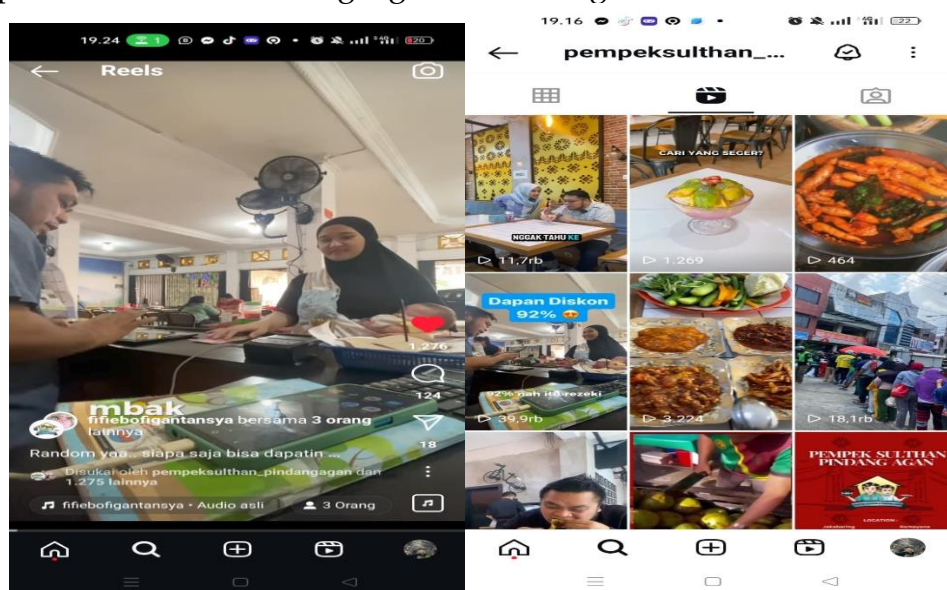 19.24
1
20
Reels
1.276
124
mbak
fifiebofigantansya bersama 3 orang
lainnya
18
Random yaa.. siapa saja bisa dapatin ...
Disukai oleh pempeksulthan_pindangagan dan
1.275 lainnya
fifiebofigantansya • Audio asli
3 Orang
19.16
22
pempeksulthan_...
NGGAK TAHU KE
11,7rb
CARI YANG SEGER?
1.269
464
Dapan Diskon
92%
92% nah itu rezeki
39,9rb
3.224
18,1rb
PEMPEK SULTHAN
PINDANG AGAN
LOCATION